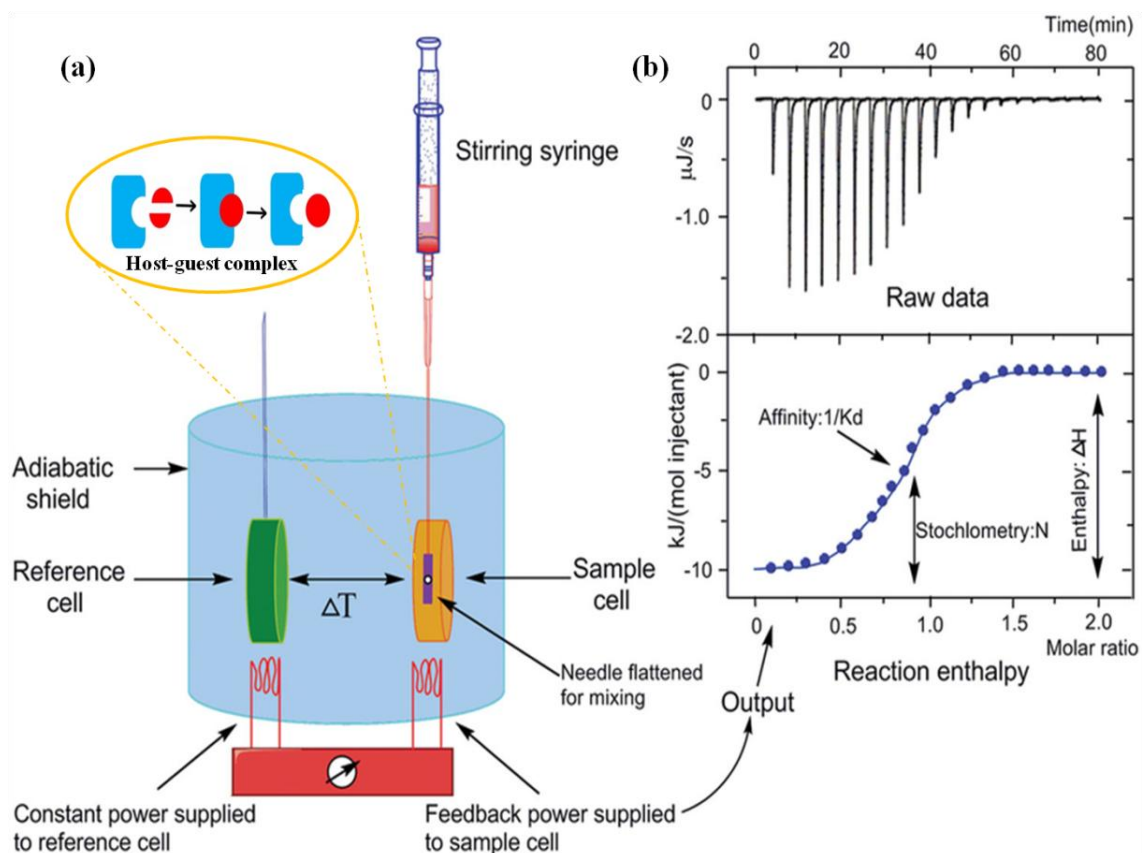 (a)
Stirring syringe
Host-guest complex
Adiabatic
shield
Reference
cell
ΔT
Sample
cell
Needle flattened
for mixing
Constant power supplied
to reference cell
Feedback power supplied
to sample cell
Output
(b)
Time(min)
0 20 40 60 80
0
-1.0
-2.0
μJ/s
Raw data
0
-5
-10
kJ/(mol injectant)
Affinity:1/Kd
Stochlometry:N
Enthalpy: ΔH
0 0.5 1.0 1.5 2.0
Molar ratio
Reaction enthalpy